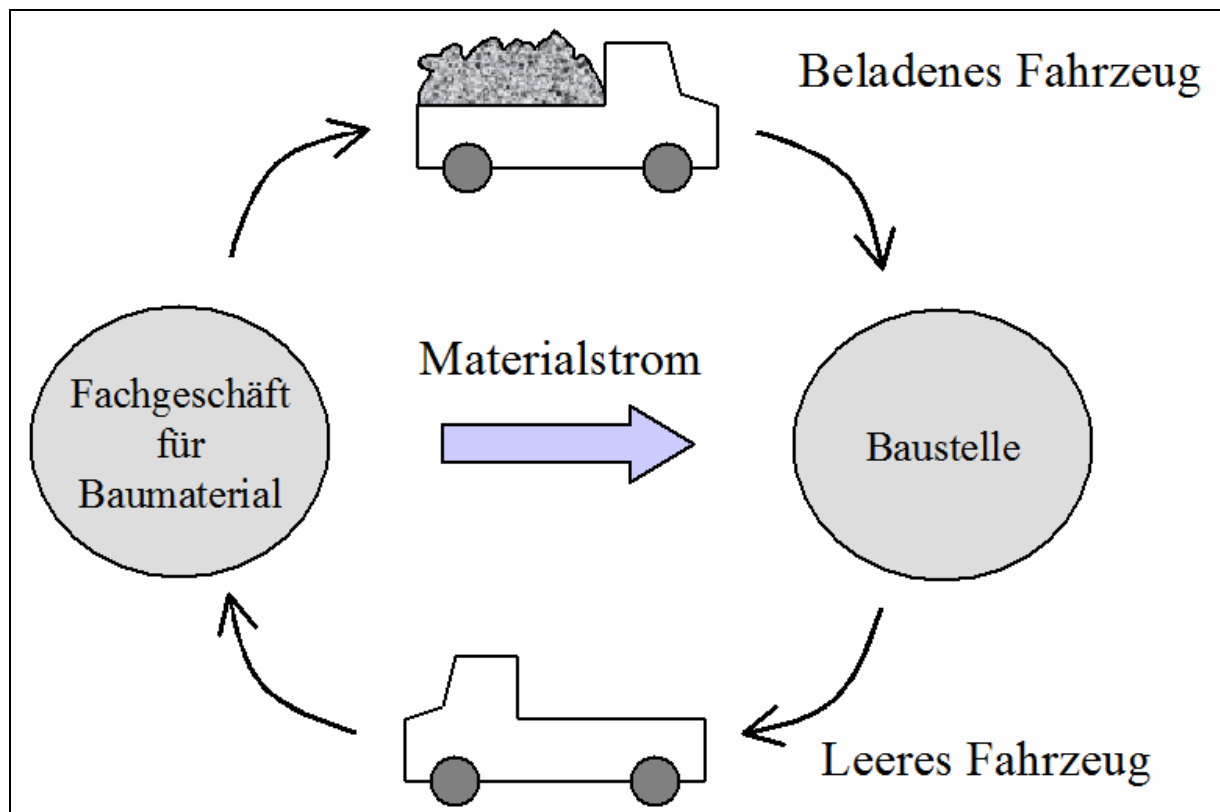 Beladenes Fahrzeug
Materialstrom
Fachgeschäft
für
Baumaterial
Baustelle
Leeres Fahrzeug